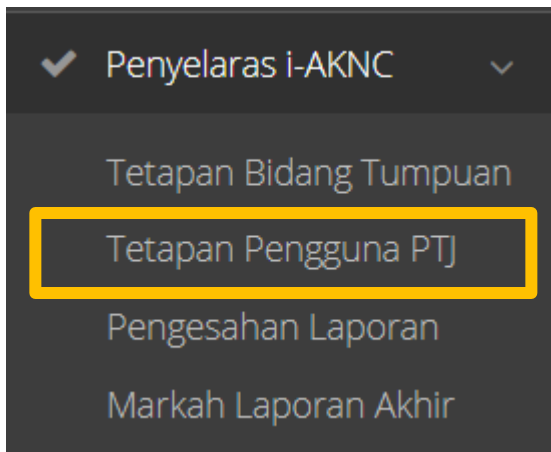 Penyelaras i-AKNC
Tetapan Bidang Tumpuan
Tetapan Pengguna PTJ
Pengesahan Laporan
Markah Laporan Akhir